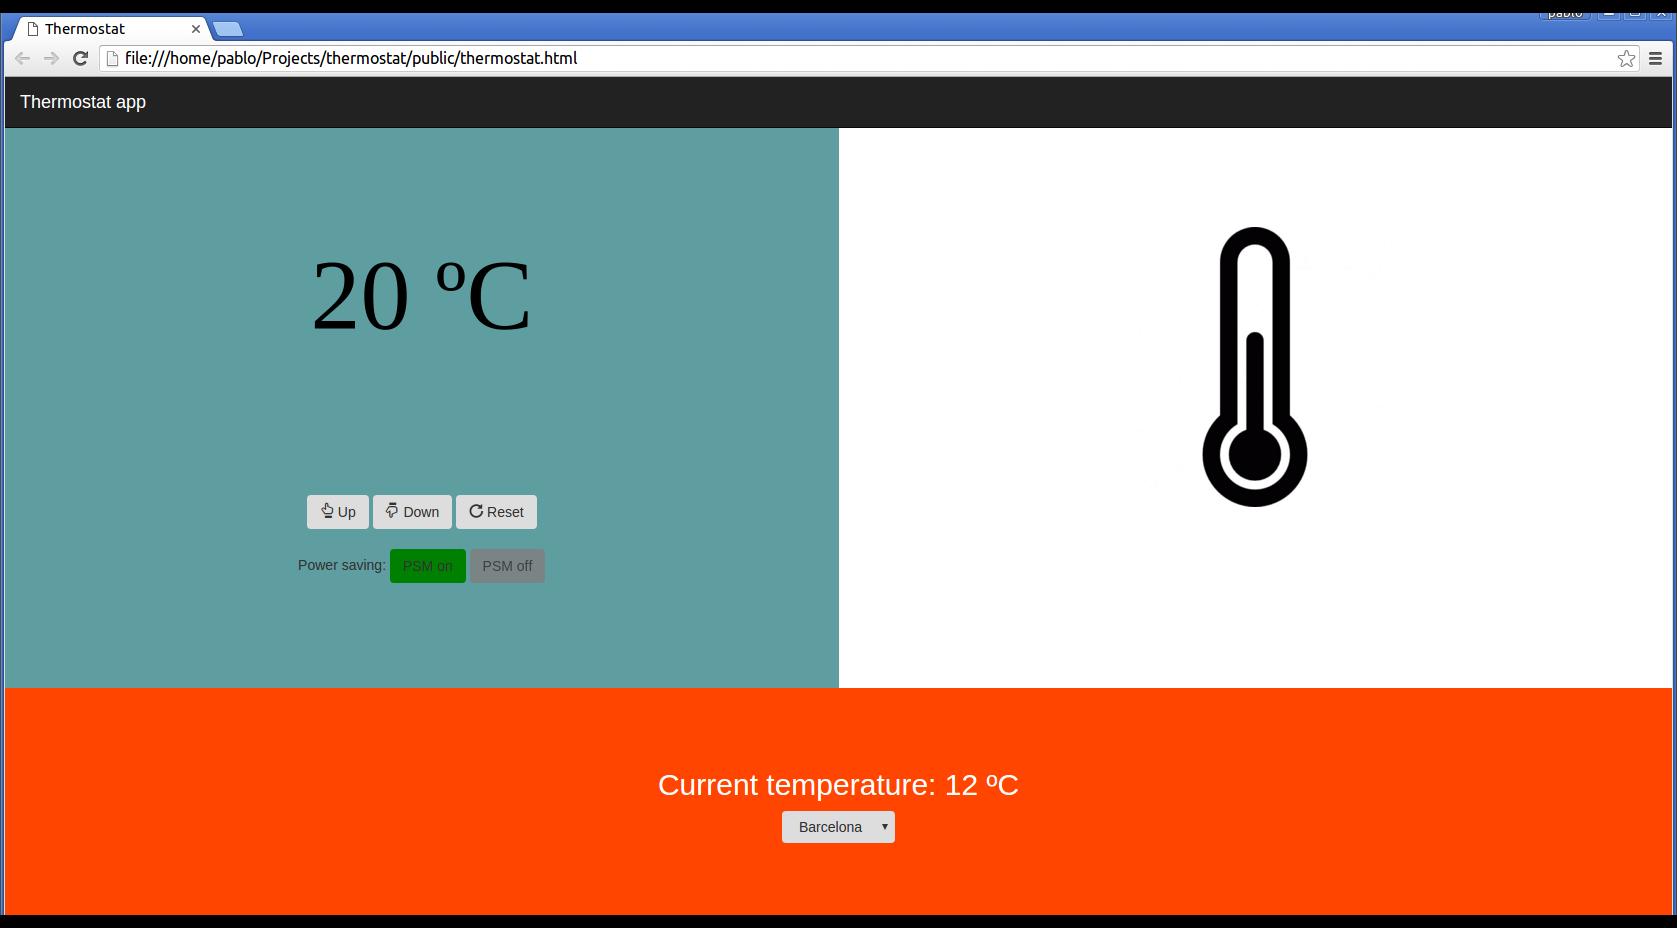 pablo
Thermostat
file:///home/pablo/Projects/thermostat/public/thermostat.html
Thermostat app
20 ºC
Up Down Reset
Power saving: PSM on PSM off
Current temperature: 12 ºC
Barcelona